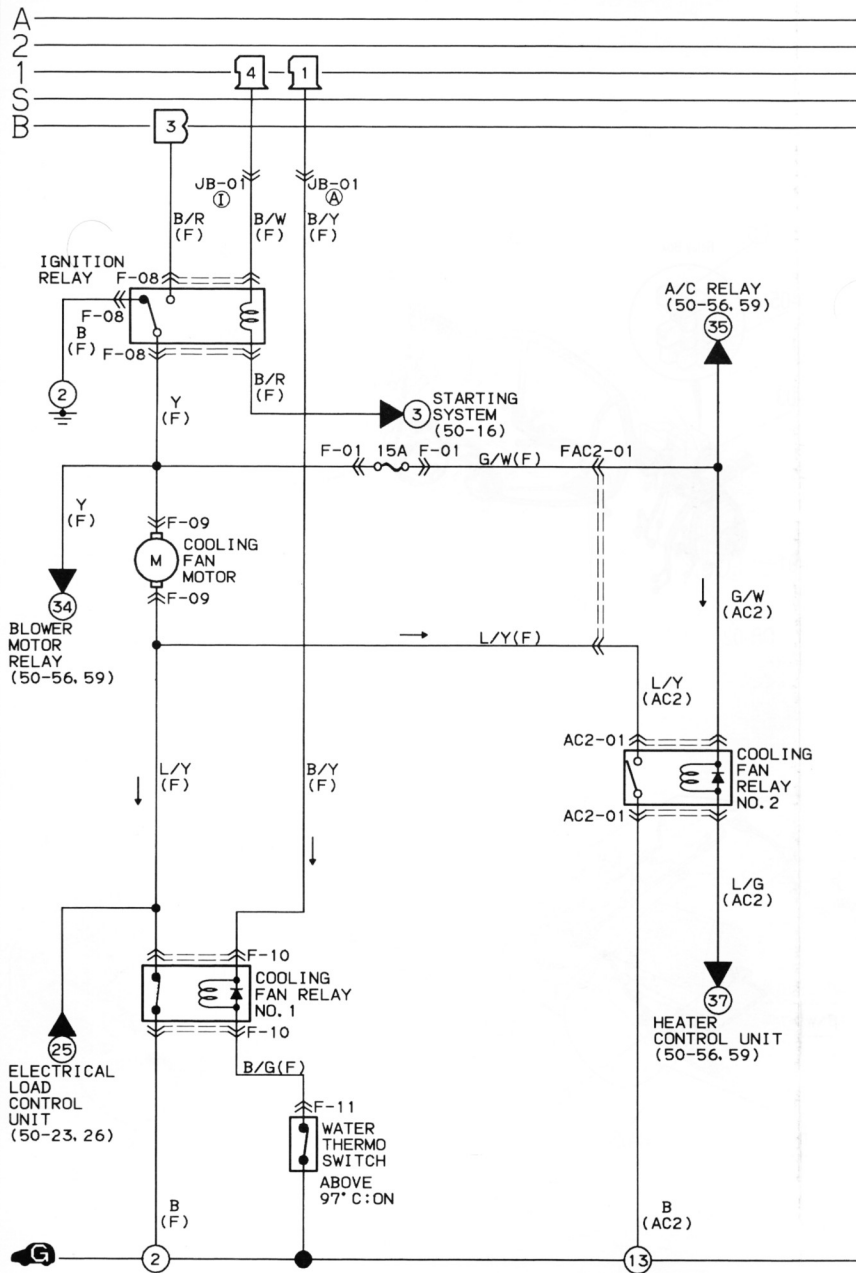 A
2
1
S
B
4
1
3
JB-01
I
JB-01
A
B/R
(F)
B/W
(F)
B/Y
(F)
IGNITION
RELAY
F-08
F-08
B
(F)
F-08
2
Y
(F)
B/R
(F)
3
STARTING
SYSTEM
(50-16)
A/C RELAY
(50-56,59)
35
F-01
15A
F-01
G/W(F)
FAC2-01
Y
(F)
F-09
M
COOLING
FAN
MOTOR
F-09
34
BLOWER
MOTOR
RELAY
(50-56,59)
G/W
(AC2)
L/Y(F)
L/Y
(AC2)
AC2-01
COOLING
FAN
RELAY
NO.2
AC2-01
L/Y
(F)
B/Y
(F)
L/G
(AC2)
37
HEATER
CONTROL UNIT
(50-56,59)
F-10
COOLING
FAN RELAY
NO.1
F-10
25
ELECTRICAL
LOAD
CONTROL
UNIT
(50-23,26)
B/G(F)
F-11
WATER
THERMO
SWITCH
ABOVE
97°C:ON
B
(F)
B
(AC2)
G
2
13